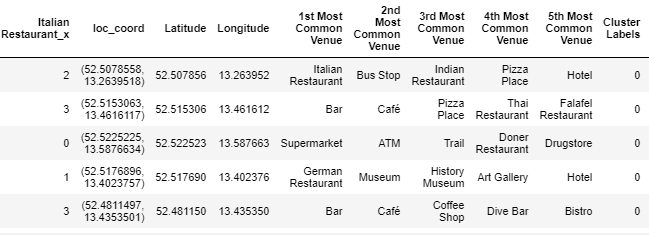 Italian Restaurant_x loc_coord Latitude Longitude 1st Most Common Venue 2nd Most Common Venue 3rd Most Common Venue 4th Most Common Venue 5th Most Common Venue Cluster Labels
2 (52.5078558, 13.2639518) 52.507856 13.263952 Italian Restaurant Bus Stop Indian Restaurant Pizza Place Hotel 0
3 (52.5153063, 13.4616117) 52.515306 13.461612 Bar Café Pizza Place Thai Restaurant Falafel Restaurant 0
0 (52.5225225, 13.5876634) 52.522523 13.587663 Supermarket ATM Trail Doner Restaurant Drugstore 0
1 (52.5176896, 13.4023757) 52.517690 13.402376 German Restaurant Museum History Museum Art Gallery Hotel 0
3 (52.4811497, 13.4353501) 52.481150 13.435350 Bar Café Coffee Shop Dive Bar Bistro 0